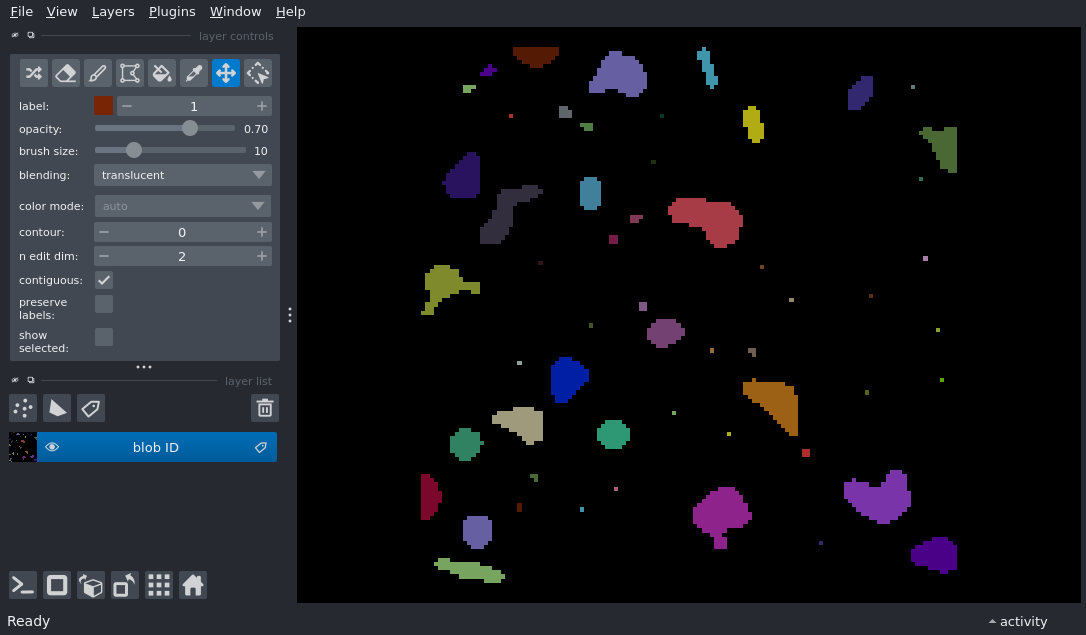 File View Layers Plugins Window Help
layer controls
label: 1
opacity: 0.70
brush size: 10
blending: translucent
color mode: auto
contour: 0
n edit dim: 2
contiguous:
preserve
labels:
show
selected:
layer list
blob ID
Ready
activity